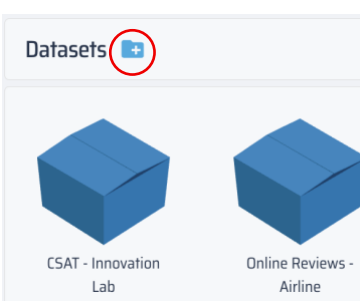 Datasets
CSAT - Innovation
Lab
Online Reviews -
Airline